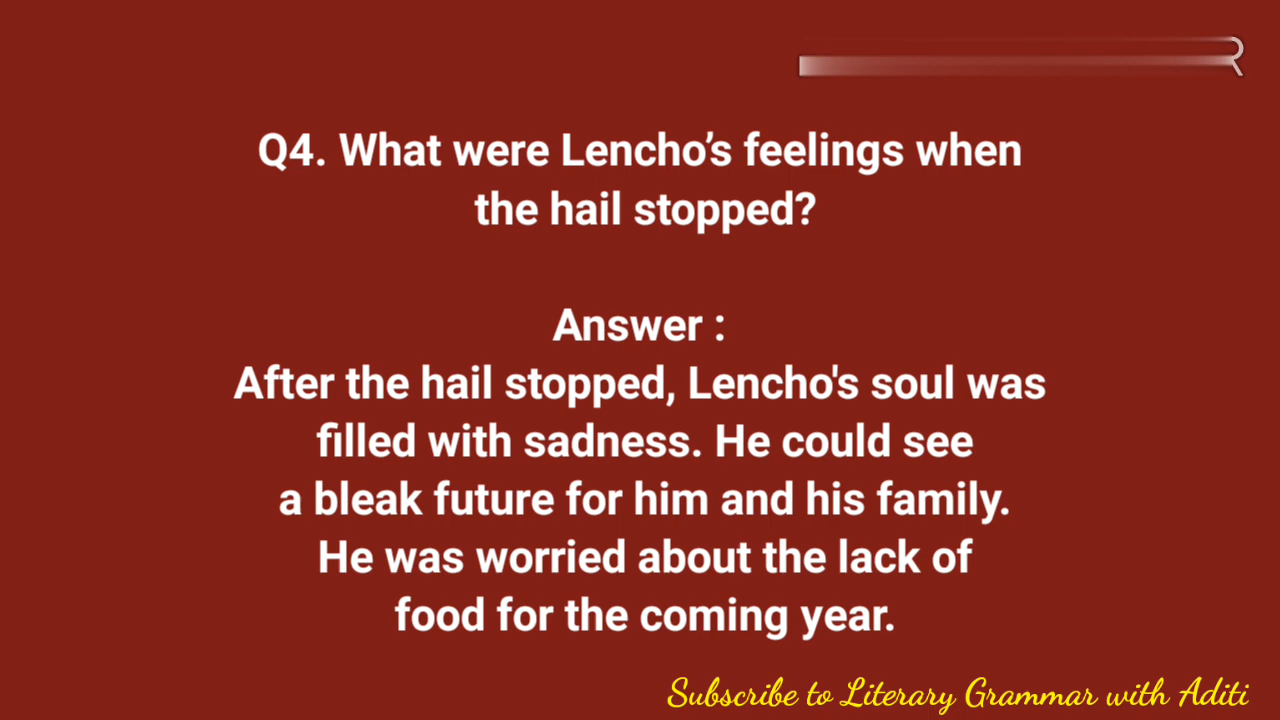 R
Q4. What were Lencho’s feelings when
the hail stopped?
Answer :
After the hail stopped, Lencho's soul was
filled with sadness. He could see
a bleak future for him and his family.
He was worried about the lack of
food for the coming year.
Subscribe to Literary Grammar with Aditi